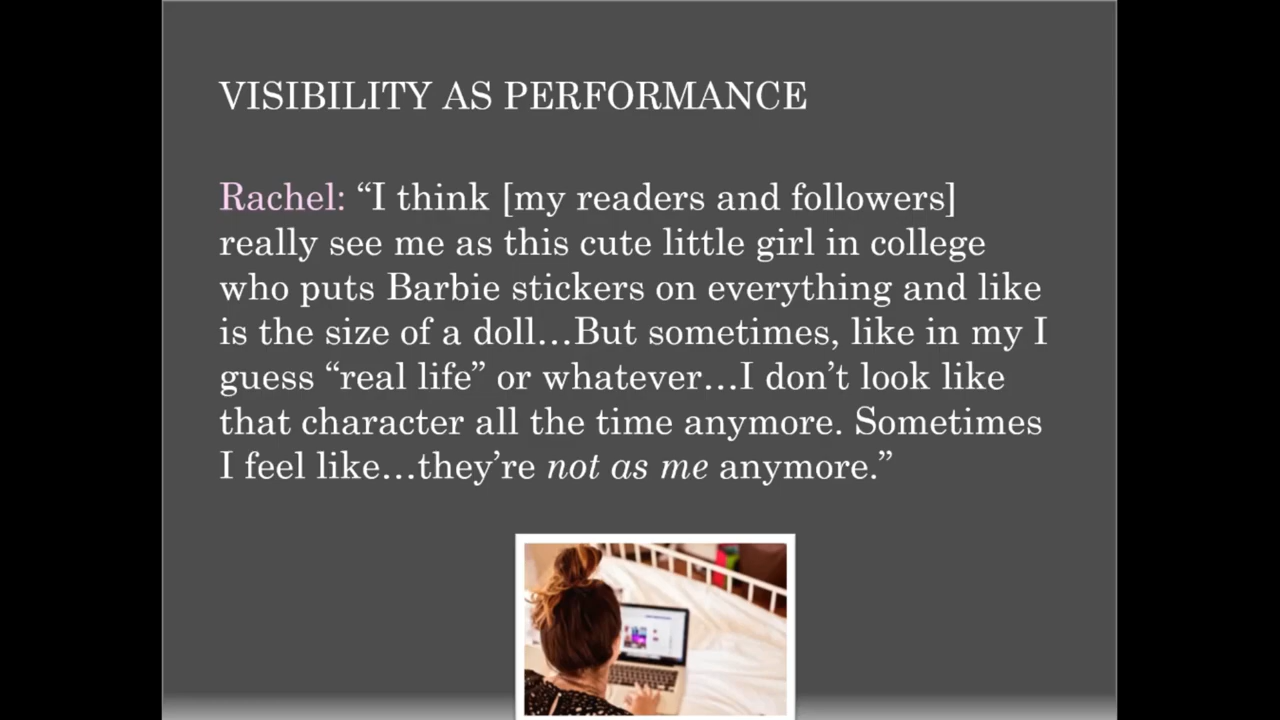 VISIBILITY AS PERFORMANCE
Rachel: “I think [my readers and followers]
really see me as this cute little girl in college
who puts Barbie stickers on everything and like
is the size of a doll…But sometimes, like in my I
guess “real life” or whatever…I don’t look like
that character all the time anymore. Sometimes
I feel like…they’re not as me anymore.”